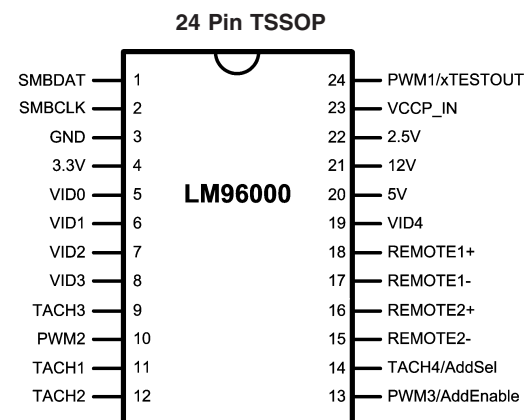 24 Pin TSSOP
SMBDAT 1 24 PWM1/xTESTOUT
SMBCLK 2 23 VCCP_IN
GND 3 22 2.5V
3.3V 4 21 12V
VID0 5 LM96000 20 5V
VID1 6 19 VID4
VID2 7 18 REMOTE1+
VID3 8 17 REMOTE1-
TACH3 9 16 REMOTE2+
PWM2 10 15 REMOTE2-
TACH1 11 14 TACH4/AddSel
TACH2 12 13 PWM3/AddEnable